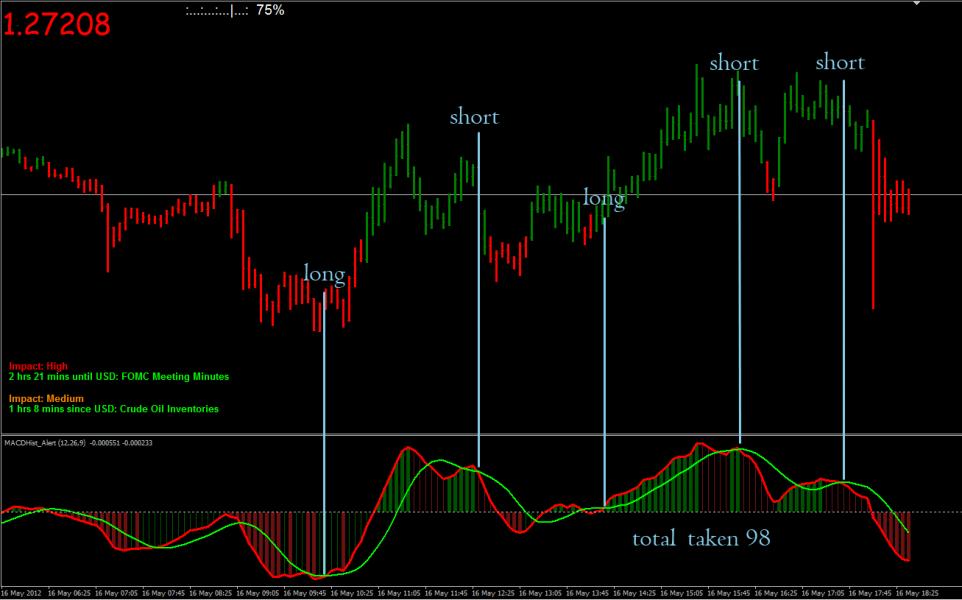 1.27208
:..:..:...|...: 75%
short
short
short
long
long
Impact: High
2 hrs 21 mins until USD: FOMC Meeting Minutes
Impact: Medium
1 hrs 8 mins since USD: Crude Oil Inventories
MACDHist_Alert (12,26,9) -0.000551 -0.000233
total taken 98
16 May 2012 16 May 06:25 16 May 07:05 16 May 07:45 16 May 08:25 16 May 09:05 16 May 09:45 16 May 10:25 16 May 11:05 16 May 11:45 16 May 12:25 16 May 13:05 16 May 13:45 16 May 14:25 16 May 15:05 16 May 15:45 16 May 16:25 16 May 17:05 16 May 17:45 16 May 18:25